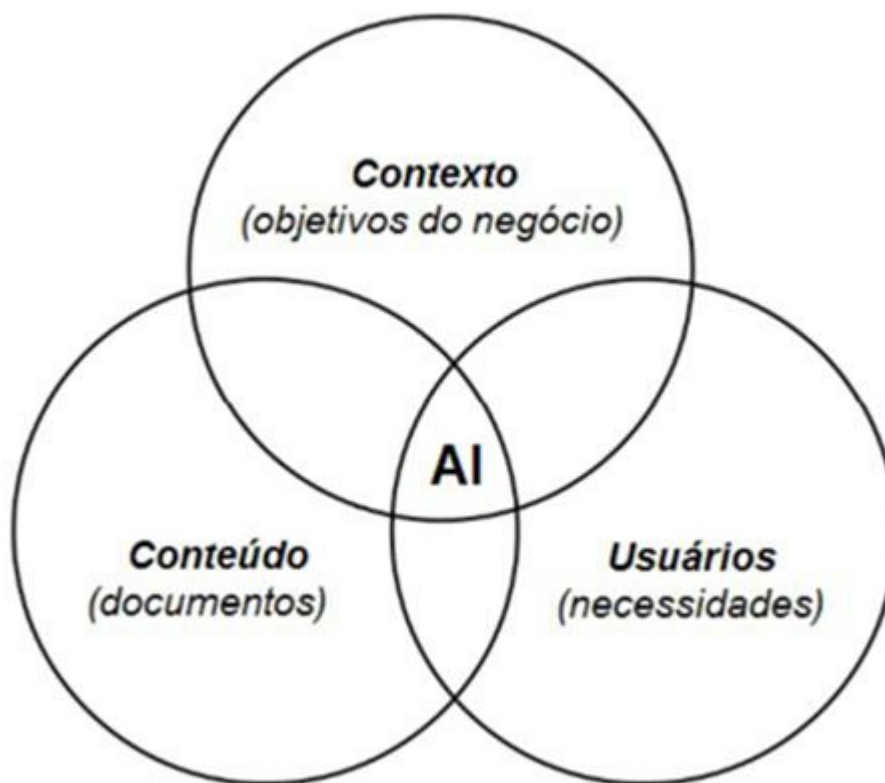 Contexto
(objetivos do negócio)
AI
Conteúdo
(documentos)
Usuários
(necessidades)